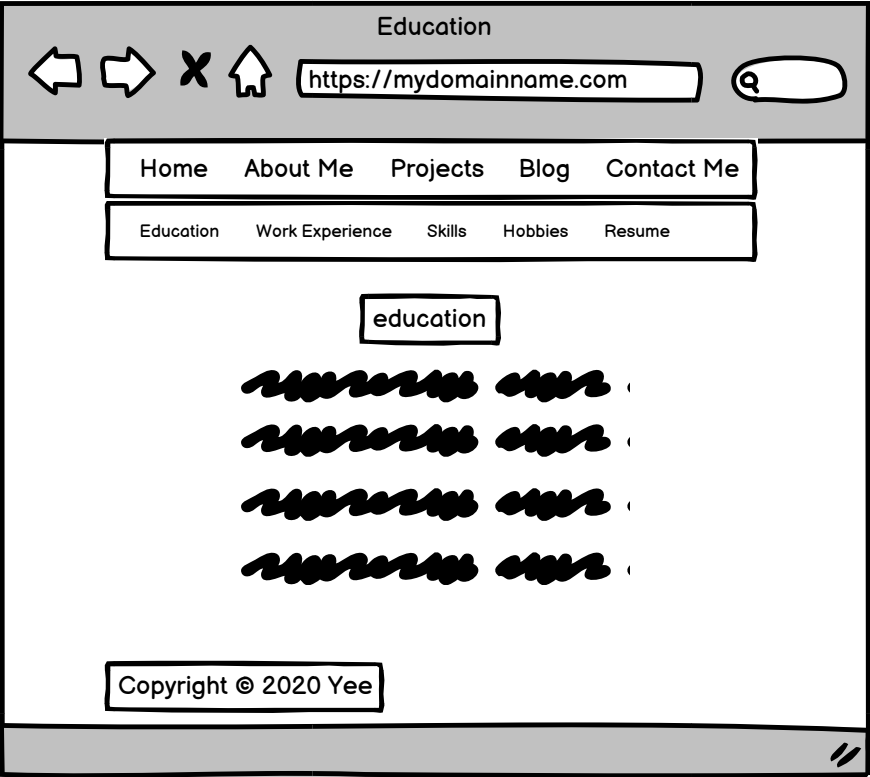 Education
https://mydomainname.com
Home About Me Projects Blog Contact Me
Education Work Experience Skills Hobbies Resume
education
Copyright © 2020 Yee